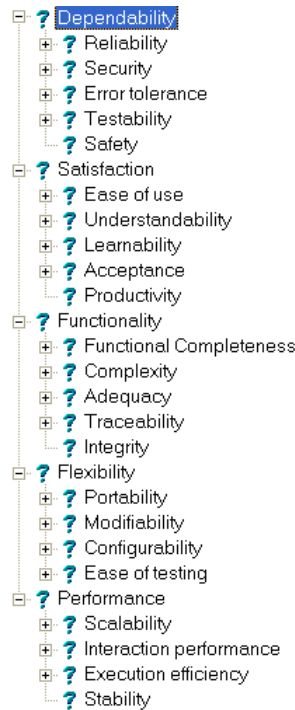 Dependability
Reliability
Security
Error tolerance
Testability
Safety
Satisfaction
Ease of use
Understandability
Learnability
Acceptance
Productivity
Functionality
Functional Completeness
Complexity
Adequacy
Traceability
Integrity
Flexibility
Portability
Modifiability
Configurability
Ease of testing
Performance
Scalability
Interaction performance
Execution efficiency
Stability